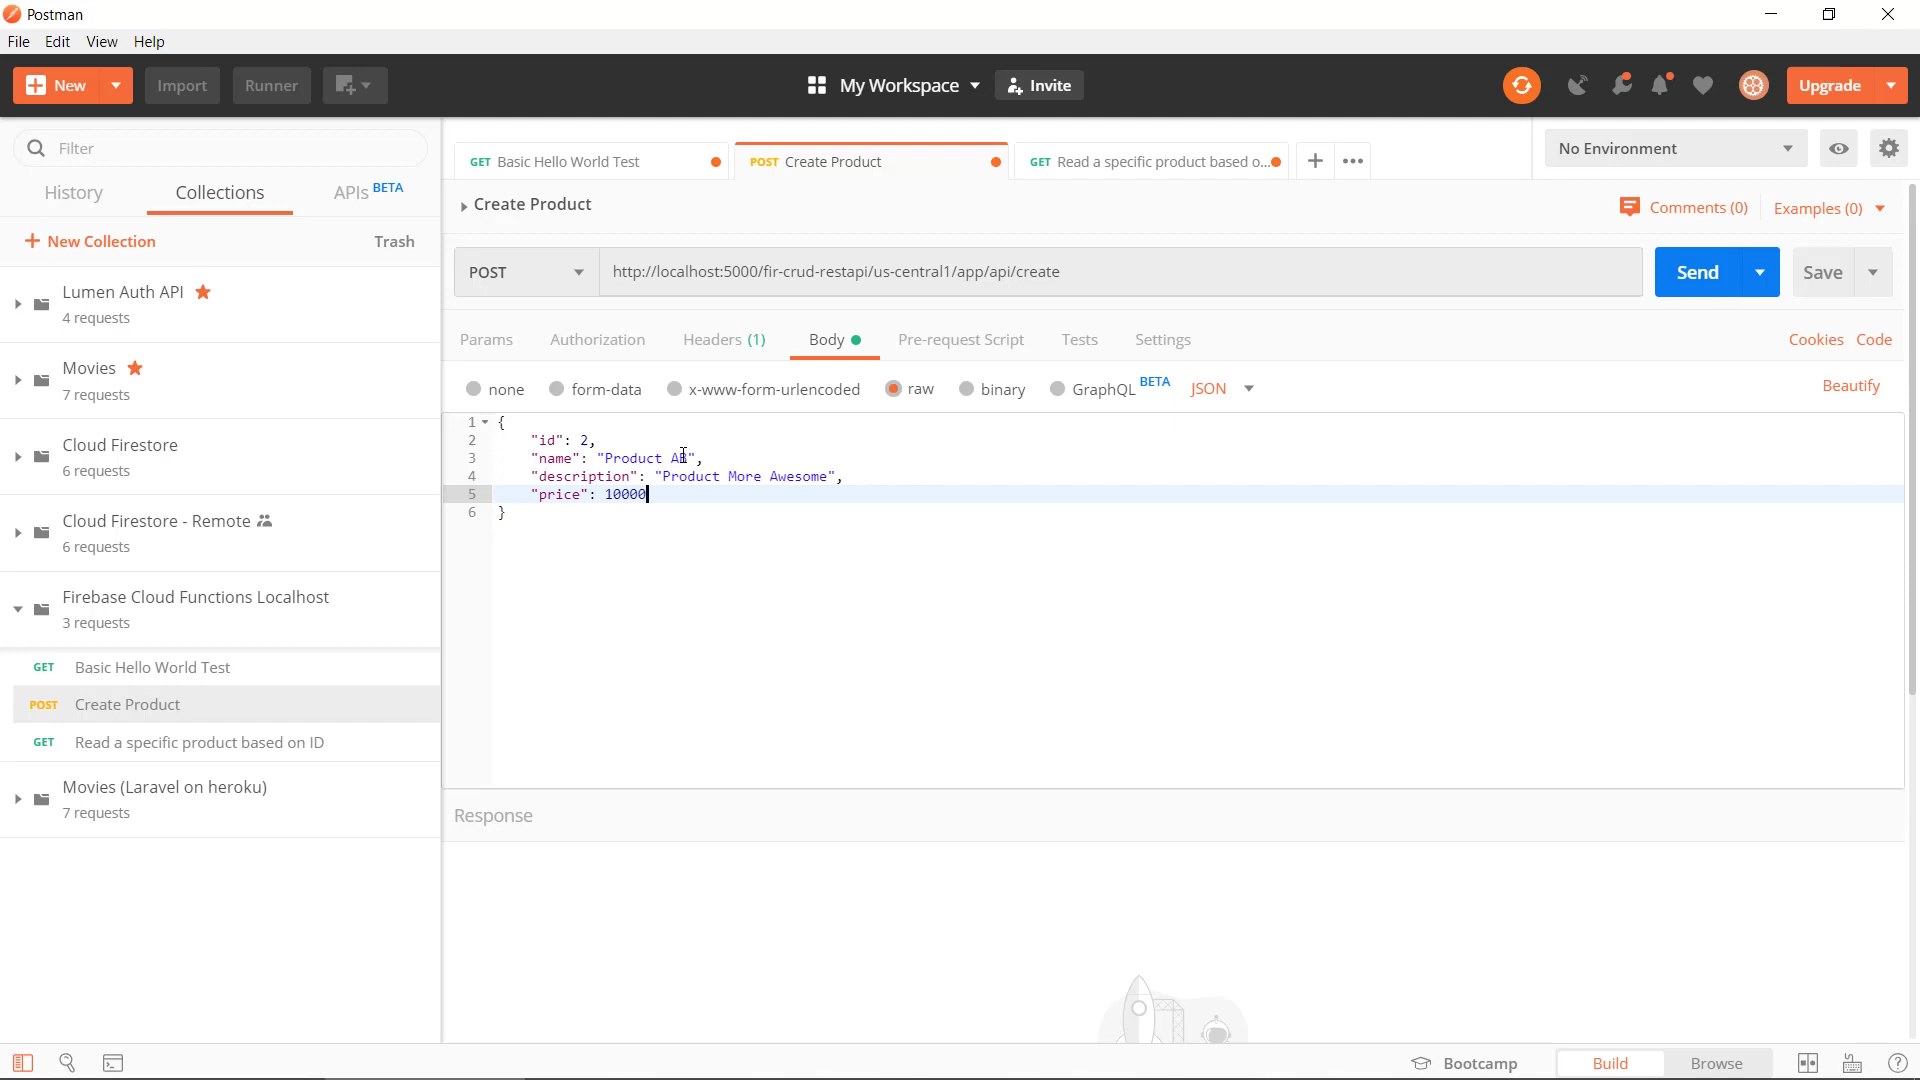 Postman
File Edit View Help
New Import Runner My Workspace Invite Upgrade
Filter
History Collections APIs BETA
New Collection Trash
Lumen Auth API
4 requests
Movies
7 requests
Cloud Firestore
6 requests
Cloud Firestore - Remote
6 requests
Firebase Cloud Functions Localhost
3 requests
GET Basic Hello World Test
POST Create Product
GET Read a specific product based on ID
Movies (Laravel on heroku)
7 requests
GET Basic Hello World Test POST Create Product GET Read a specific product based o... No Environment
Create Product Comments (0) Examples (0)
POST http://localhost:5000/fir-crud-restapi/us-central1/app/api/create Send Save
Params Authorization Headers (1) Body Pre-request Script Tests Settings Cookies Code
none form-data x-www-form-urlencoded raw binary GraphQL BETA JSON Beautify
1 {
2 "id": 2,
3 "name": "Product AB",
4 "description": "Product More Awesome",
5 "price": 10000
6 }
Response
Bootcamp Build Browse